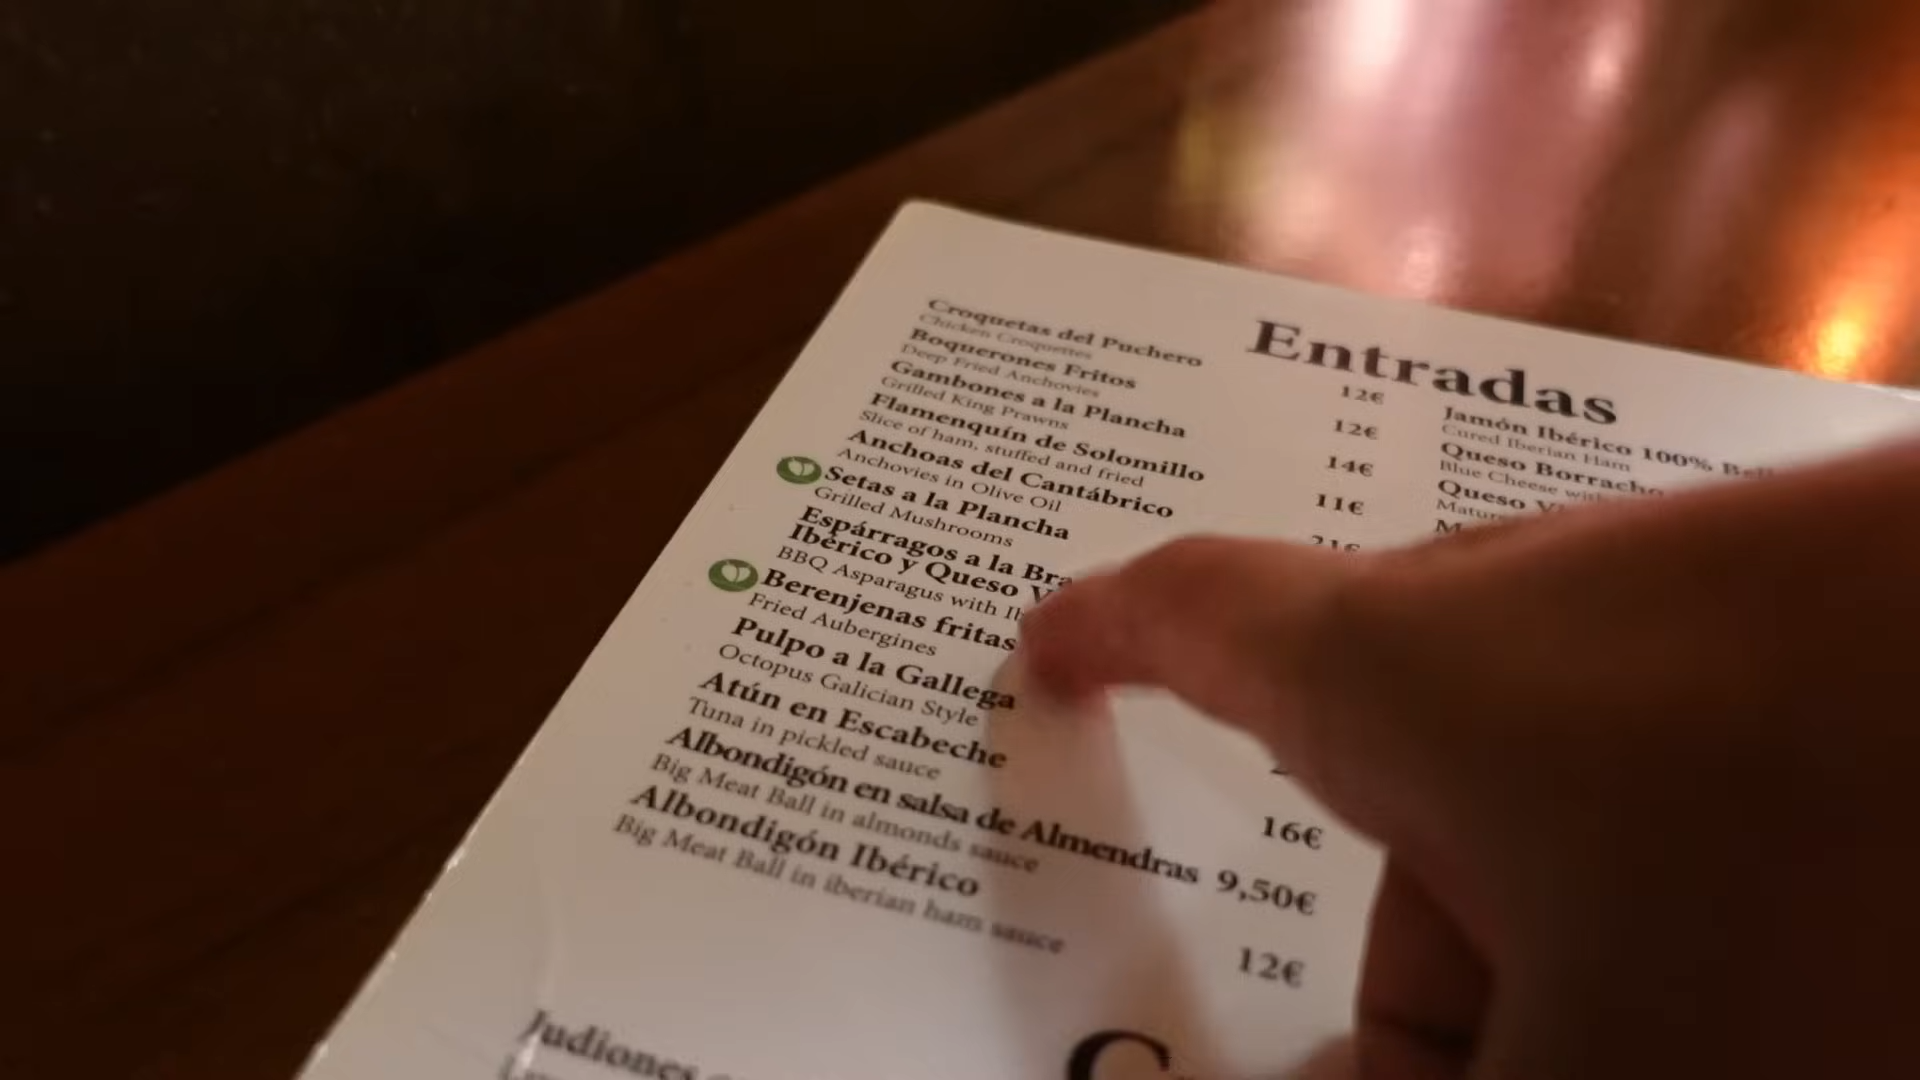 Entradas
Croquetas del Puchero 12€
Chicken Croquettes
Boquerones Fritos 12€
Deep Fried Anchovies
Gambones a la Plancha 14€
Grilled King Prawns
Flamenquín de Solomillo 11€
Slice of ham, stuffed and fried
Anchoas del Cantábrico 21€
Anchovies in Olive Oil
Setas a la Plancha
Grilled Mushrooms
Espárragos a la
Ibérico y Queso
BBQ Asparagus with
Berenjenas fritas
Fried Aubergines
Pulpo a la Gallega
Octopus Galician Style
Atún en Escabeche 16€
Tuna in pickled sauce
Albondigón en salsa de Almendras 9,50€
Big Meat Ball in almonds sauce
Albondigón Ibérico 12€
Big Meat Ball in iberian ham sauce
Jamón Ibérico 100%
Cured Iberian Ham
Queso Borracho
Blue Cheese
Queso
Judiones